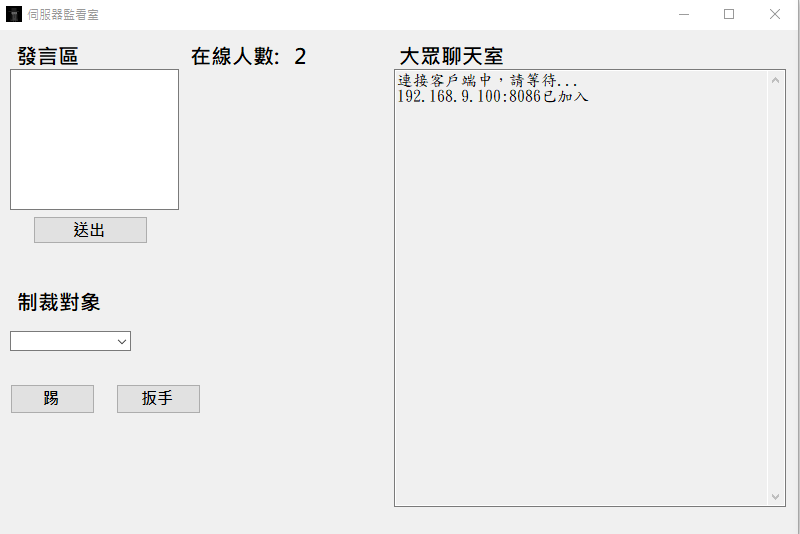 伺服器監看室
發言區
在線人數: 2
大眾聊天室
連接客戶端中，請等待...
192.168.9.100:8086已加入
送出
制裁對象
踢
扳手